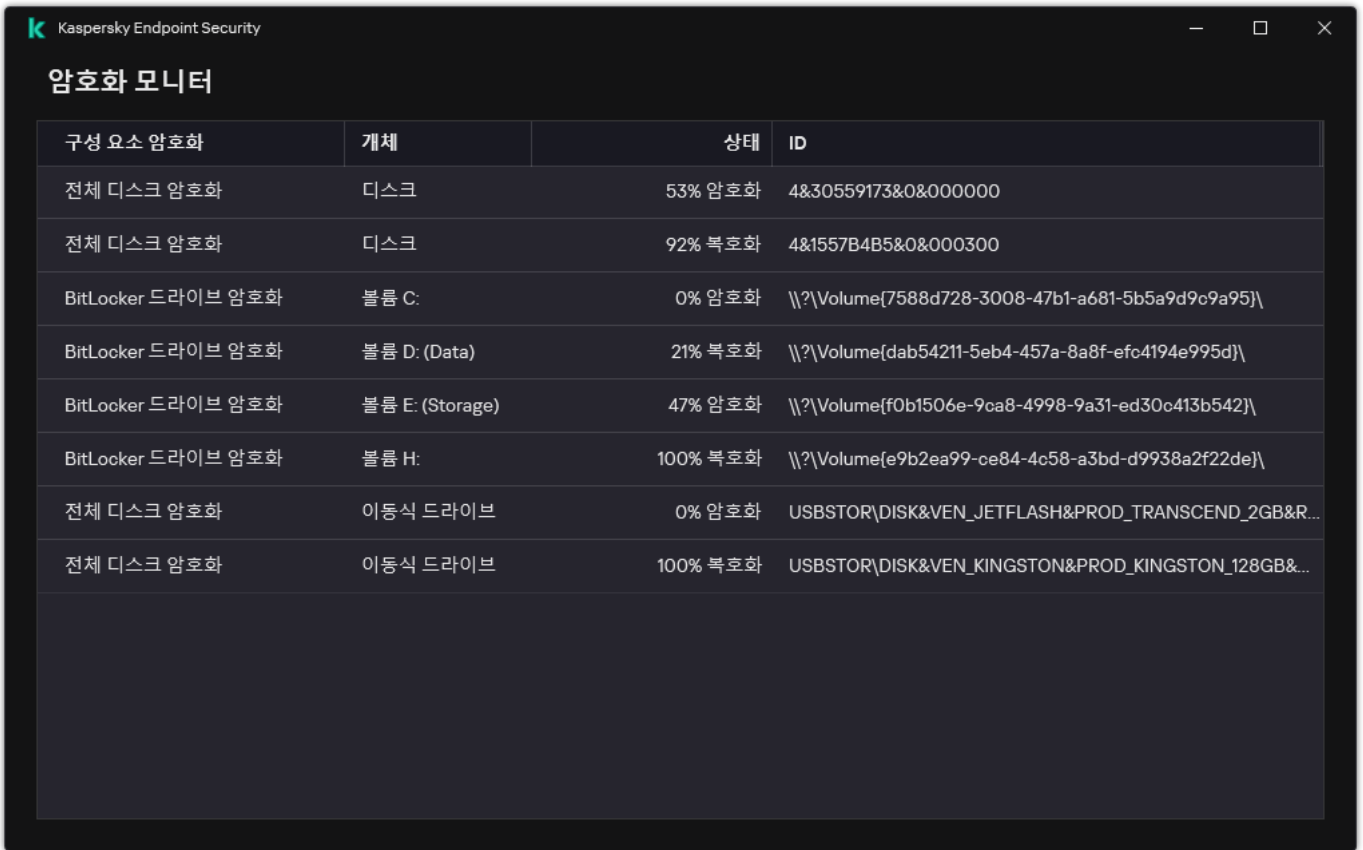 Kaspersky Endpoint Security
암호화 모니터
구성 요소 암호화 개체 상태 ID
전체 디스크 암호화 디스크 53% 암호화 4&30559173&0&000000
전체 디스크 암호화 디스크 92% 복호화 4&1557B4B5&0&000300
BitLocker 드라이브 암호화 볼륨 C: 0% 암호화 \\?\Volume{7588d728-3008-47b1-a681-5b5a9d9c9a95}\
BitLocker 드라이브 암호화 볼륨 D: (Data) 21% 복호화 \\?\Volume{dab54211-5eb4-457a-8a8f-efc4194e995d}\
BitLocker 드라이브 암호화 볼륨 E: (Storage) 47% 암호화 \\?\Volume{f0b1506e-9ca8-4998-9a31-ed30c413b542}\
BitLocker 드라이브 암호화 볼륨 H: 100% 복호화 \\?\Volume{e9b2ea99-ce84-4c58-a3bd-d9938a2f22de}\
전체 디스크 암호화 이동식 드라이브 0% 암호화 USBSTOR\DISK&VEN_JETFLASH&PROD_TRANSCEND_2GB&R...
전체 디스크 암호화 이동식 드라이브 100% 복호화 USBSTOR\DISK&VEN_KINGSTON&PROD_KINGSTON_128GB&...